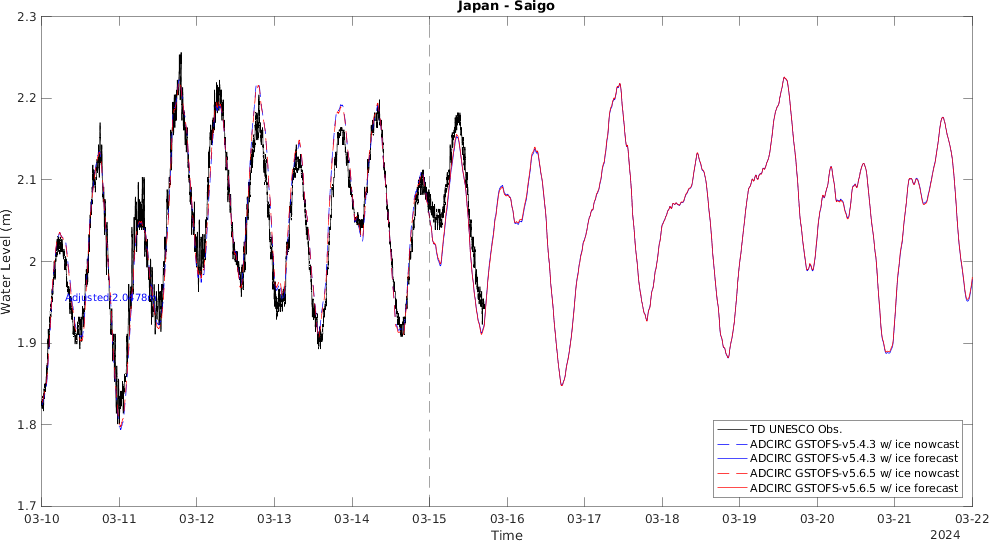 Japan - Saigo
2.3
2.2
2.1
2
1.9
1.8
1.7
Water Level (m)
Adjusted:2.0478m
03-10
03-11
03-12
03-13
03-14
03-15
03-16
03-17
03-18
03-19
03-20
03-21
03-22
2024
Time
TD UNESCO Obs.
ADCIRC GSTOFS-v5.4.3 w/ ice nowcast
ADCIRC GSTOFS-v5.4.3 w/ ice forecast
ADCIRC GSTOFS-v5.6.5 w/ ice nowcast
ADCIRC GSTOFS-v5.6.5 w/ ice forecast